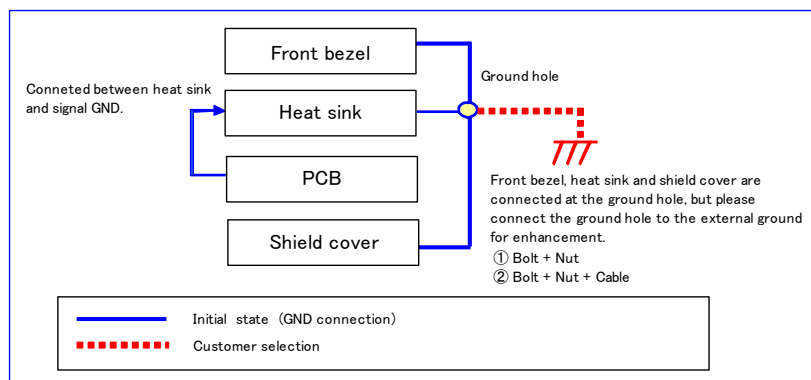 Front bezel
Ground hole
Conneted between heat sink
and signal GND.
Heat sink
PCB
Front bezel, heat sink and shield cover are
connected at the ground hole, but please
connect the ground hole to the external ground
for enhancement.
① Bolt + Nut
② Bolt + Nut + Cable
Shield cover
Initial state (GND connection)
Customer selection